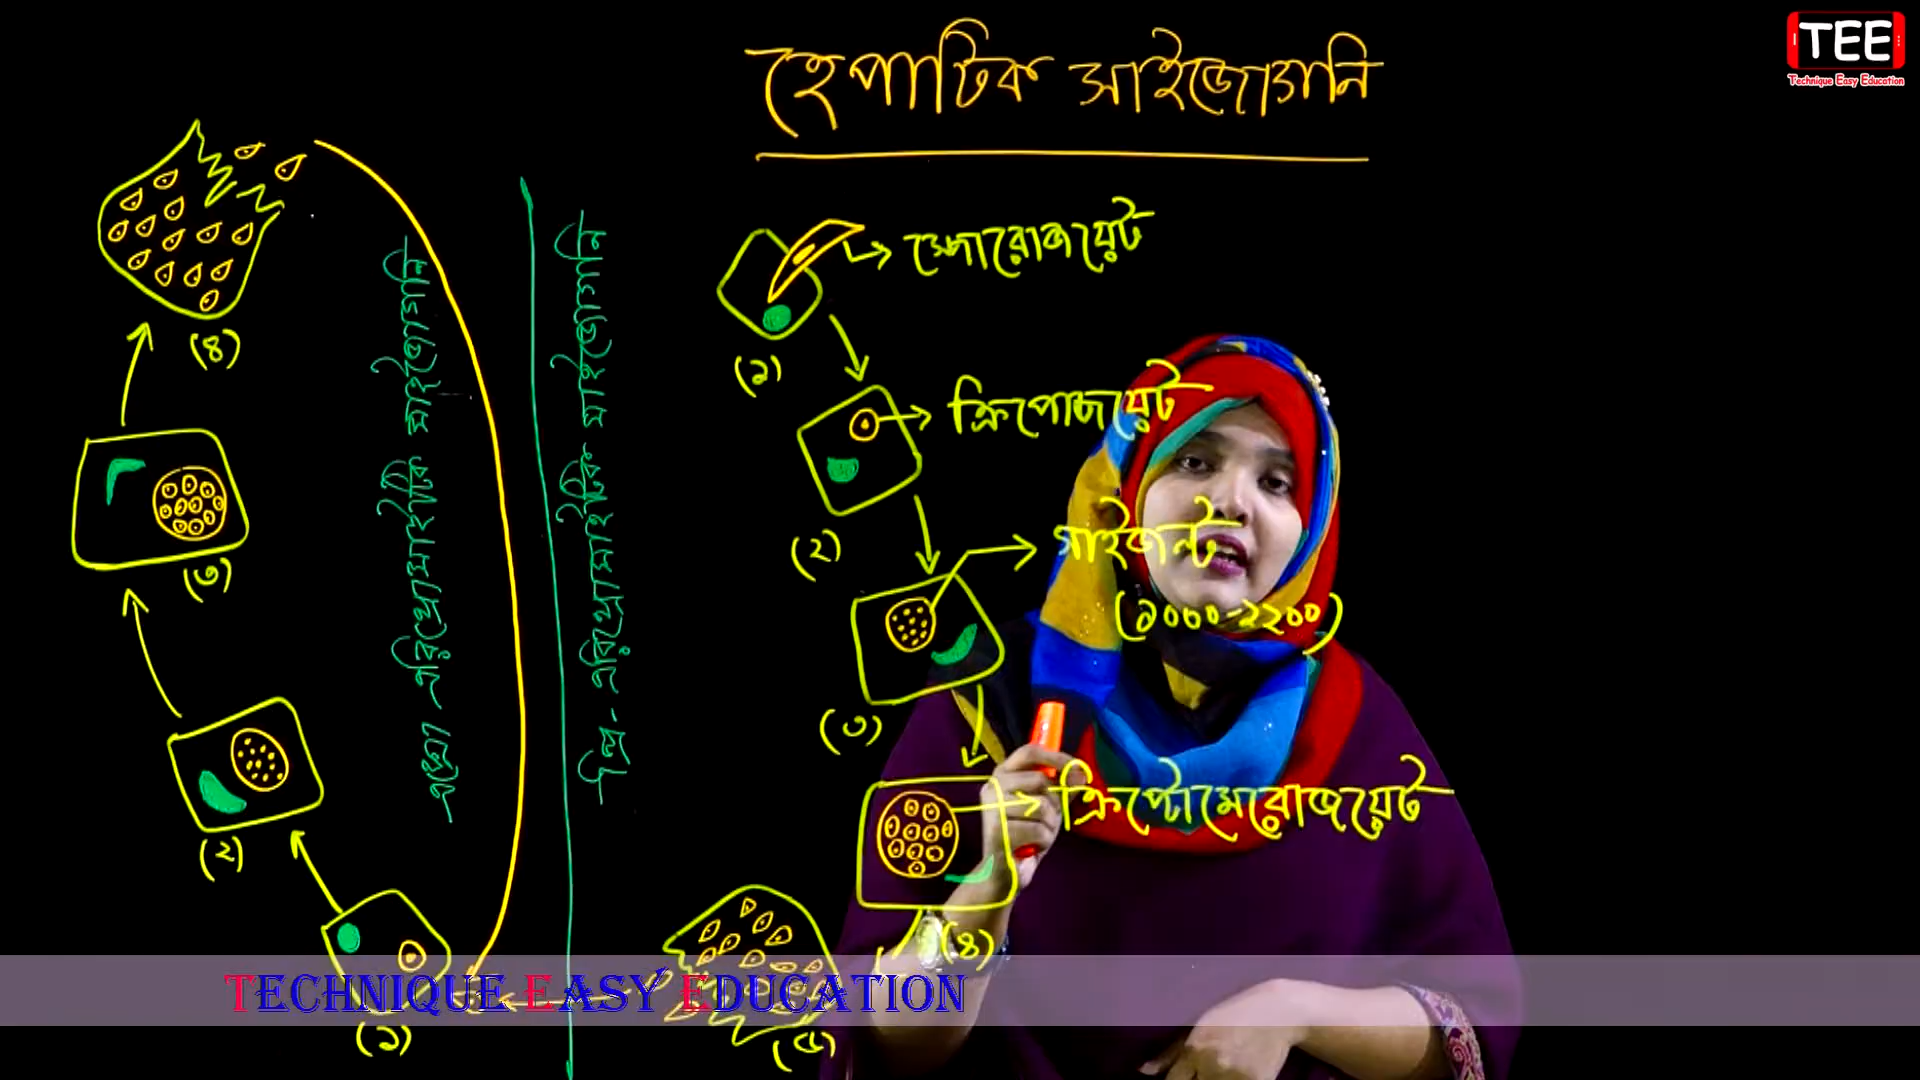 হেপাটিক সাইজোগনি
TEE
Technique Easy Education
স্পোরোজয়েট
(১)
ক্রিপ্টোজয়েট
(২)
সাইজন্ট
(১০০০-১২০০)
(৩)
ক্রিপ্টোমেরোজয়েট
(৪)
(৫)
প্রি-এরিথ্রোসাইটিক সাইজোগনি
এক্সো-এরিথ্রোসাইটিক সাইজোগনি
(১)
(২)
(৩)
(৪)
TECHNIQUE EASY EDUCATION